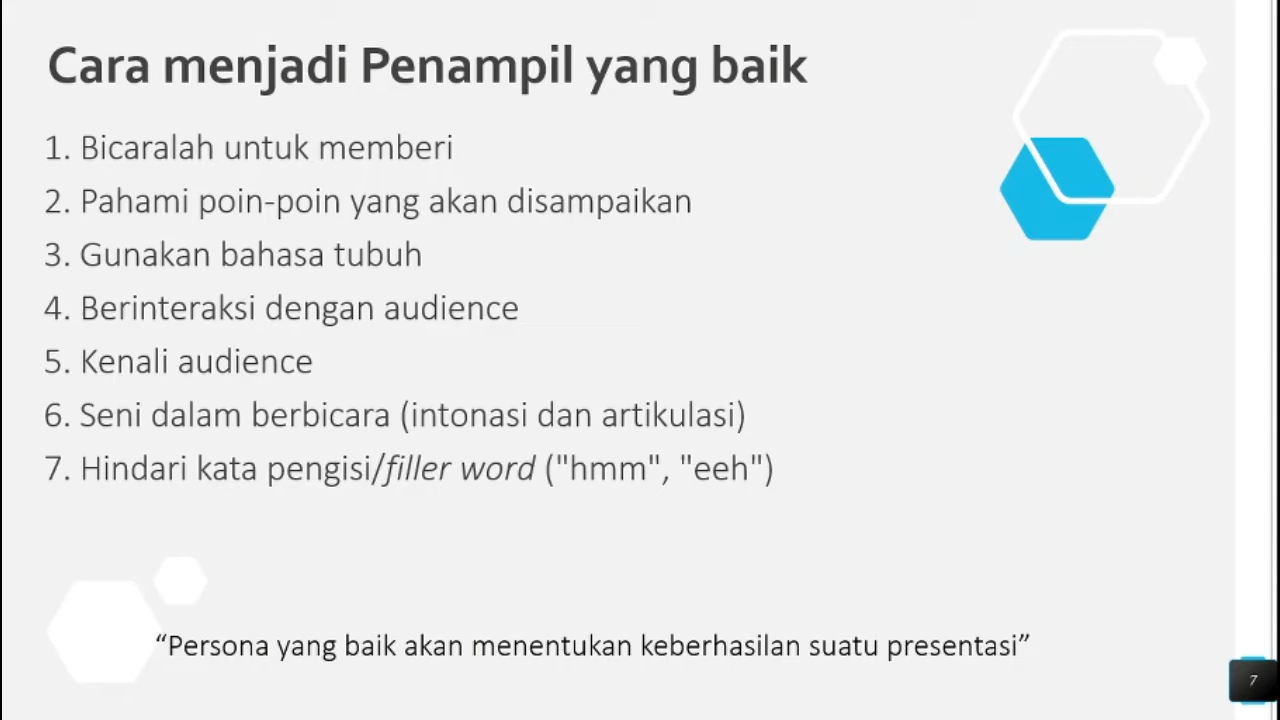 Cara menjadi Penampil yang baik
1. Bicaralah untuk memberi
2. Pahami poin-poin yang akan disampaikan
3. Gunakan bahasa tubuh
4. Berinteraksi dengan audience
5. Kenali audience
6. Seni dalam berbicara (intonasi dan artikulasi)
7. Hindari kata pengisi/filler word ("hmm", "eeh")
“Persona yang baik akan menentukan keberhasilan suatu presentasi”
7